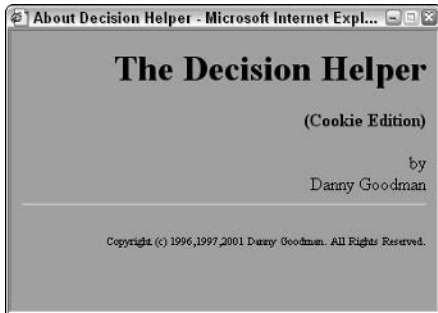 About Decision Helper - Microsoft Internet Expl...
The Decision Helper
(Cookie Edition)
by
Danny Goodman
Copyright (c) 1996,1997,2001 Danny Goodman. All Rights Reserved.